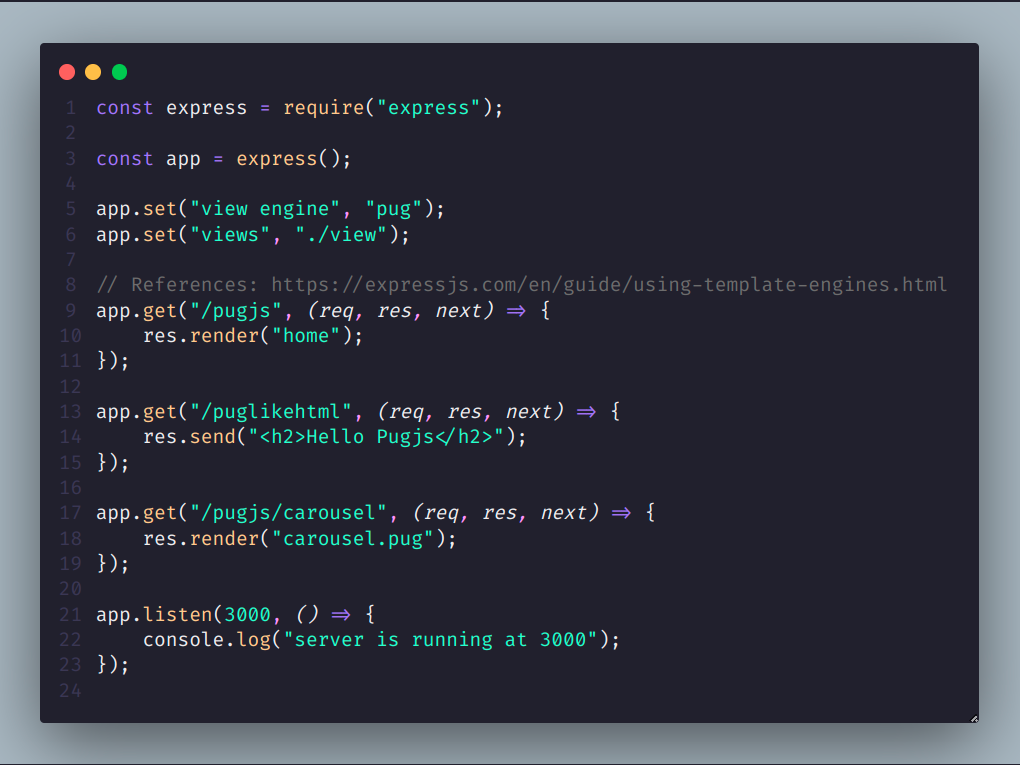 1 const express = require("express");
2
3 const app = express();
4
5 app.set("view engine", "pug");
6 app.set("views", "./view");
7
8 // References: https://expressjs.com/en/guide/using-template-engines.html
9 app.get("/pugjs", (req, res, next) => {
10     res.render("home");
11 });
12
13 app.get("/puglikehtml", (req, res, next) => {
14     res.send("<h2>Hello Pugjs</h2>");
15 });
16
17 app.get("/pugjs/carousel", (req, res, next) => {
18     res.render("carousel.pug");
19 });
20
21 app.listen(3000, () => {
22     console.log("server is running at 3000");
23 });
24